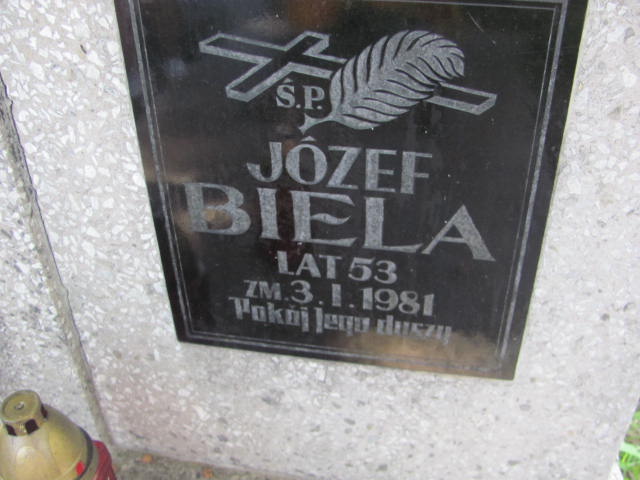 Ś.P.
JÓZEF
BIELA
LAT 53
ZM. 3. I. 1981
Pokój Jego duszy